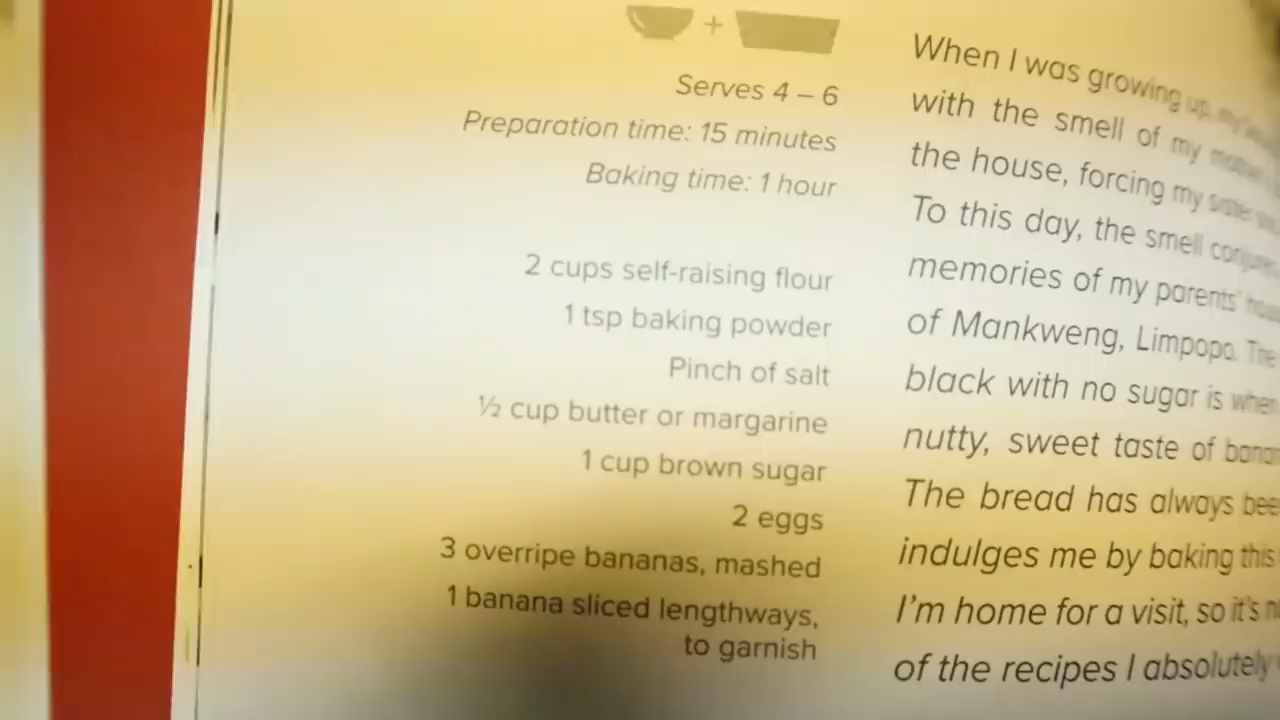 +
Serves 4 – 6
Preparation time: 15 minutes
Baking time: 1 hour
2 cups self-raising flour
1 tsp baking powder
Pinch of salt
½ cup butter or margarine
1 cup brown sugar
2 eggs
3 overripe bananas, mashed
1 banana sliced lengthways,
to garnish
When I was growing up, my
with the smell of my
the house, forcing my sister
To this day, the smell
memories of my parents'
of Mankweng, Limpopo. The
black with no sugar is
nutty, sweet taste of
The bread has always
indulges me by baking this
I'm home for a visit, so it's
of the recipes I absolutely